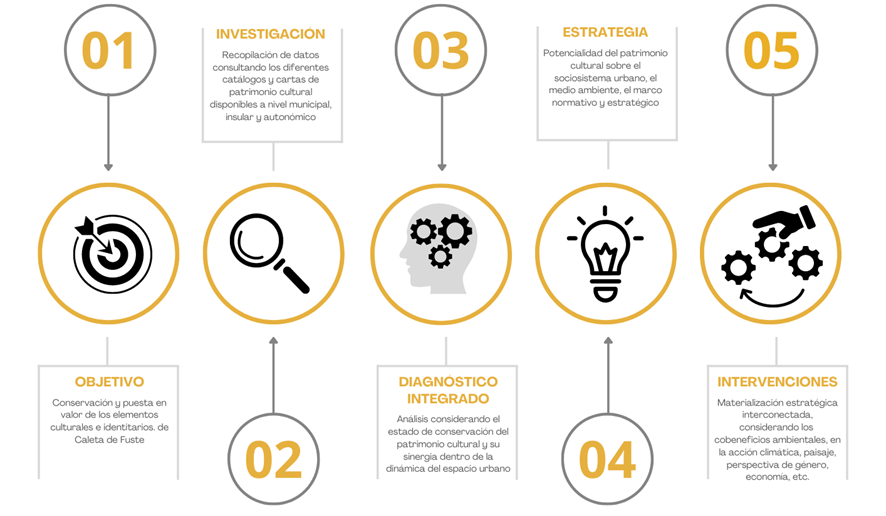 01
OBJETIVO
Conservación y puesta en
valor de los elementos
culturales e identitarios. de
Caleta de Fuste
02
INVESTIGACIÓN
Recopilación de datos
consultando los diferentes
catálogos y cartas de
patrimonio cultural
disponibles a nivel municipal,
insular y autonómico
03
DIAGNÓSTICO
INTEGRADO
Análisis considerando el
estado de conservación del
patrimonio cultural y su
sinergia dentro de la
dinámica del espacio urbano
04
ESTRATEGIA
Potencialidad del patrimonio
cultural sobre el
sociosistema urbano, el
medio ambiente, el marco
normativo y estratégico
05
INTERVENCIONES
Materialización estratégica
interconectada,
considerando los
cobeneficios ambientales, en
la acción climática, paisaje,
perspectiva de género,
economía, etc.